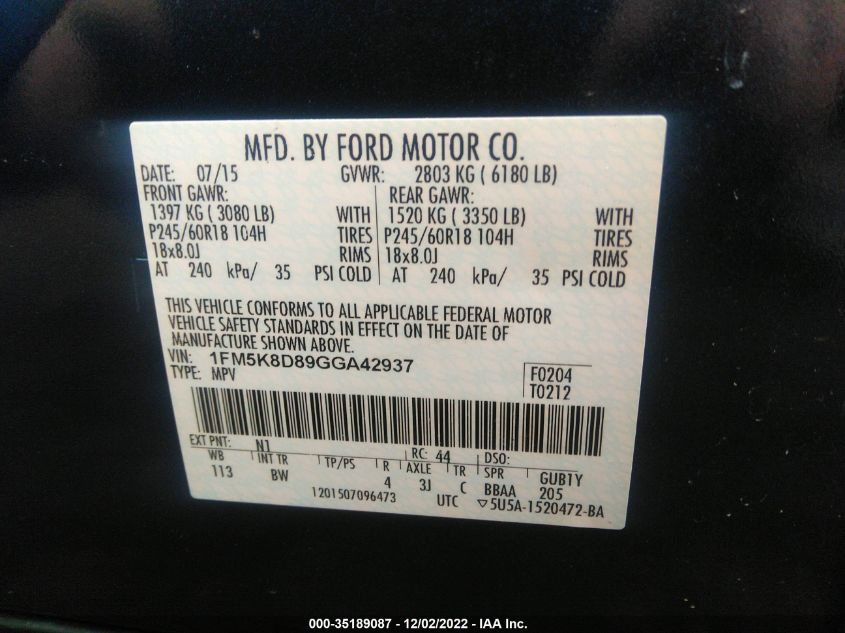 MFD. BY FORD MOTOR CO.
DATE: 07/15 GVWR: 2803 KG ( 6180 LB)
FRONT GAWR: REAR GAWR:
1397 KG ( 3080 LB) WITH 1520 KG ( 3350 LB) WITH
P245/60R18 104H TIRES P245/60R18 104H TIRES
18x8.0J RIMS 18x8.0J RIMS
AT 240 kPa/ 35 PSI COLD AT 240 kPa/ 35 PSI COLD
THIS VEHICLE CONFORMS TO ALL APPLICABLE FEDERAL MOTOR
VEHICLE SAFETY STANDARDS IN EFFECT ON THE DATE OF
MANUFACTURE SHOWN ABOVE.
VIN: 1FM5K8D89GGA42937
TYPE: MPV
F0204
T0212
EXT PNT: N1 RC: 44 DSO:
WB INT TR TP/PS R AXLE TR SPR GUB1Y
113 BW 4 3J C BBAA 205
1201507096473 UTC ▽5U5A-1520472-BA
000-35189087 - 12/02/2022 - IAA Inc.